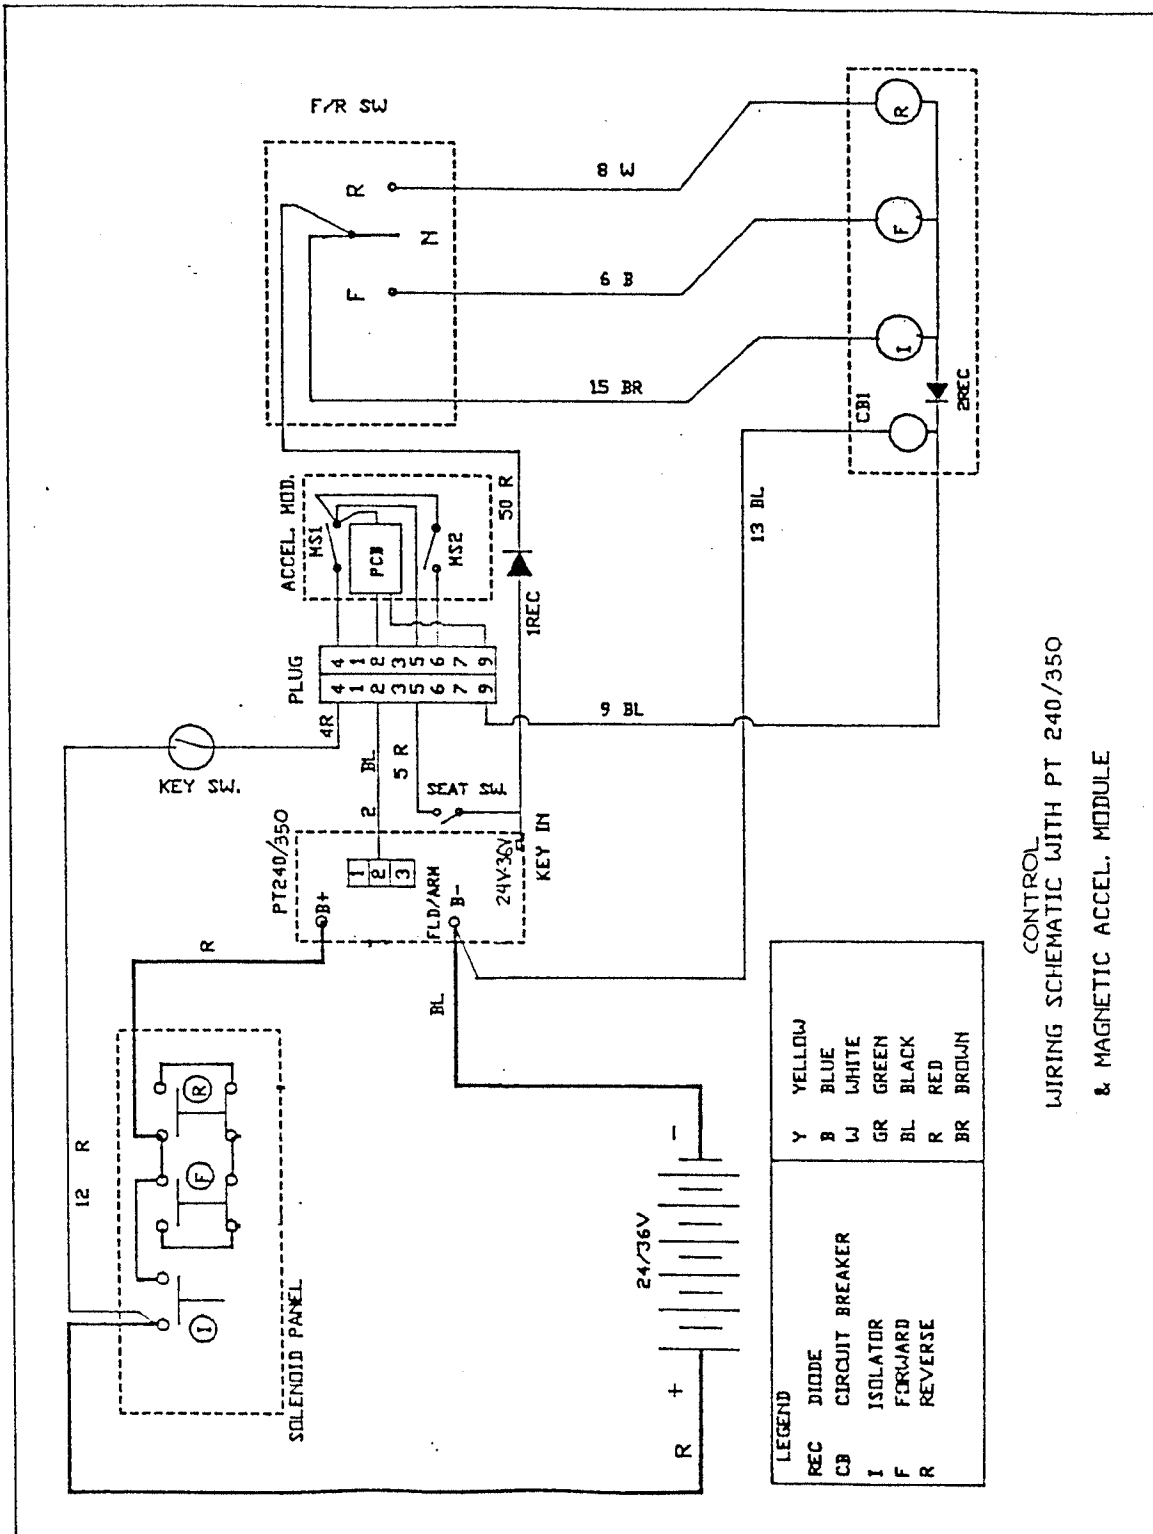 F/R SW
R
N
F
8 W
6 B
15 BR
R
F
I
CB1
2REC
ACCEL. MOD.
MS1
PCB
MS2
50 R
1REC
13 BL
PLUG
4 4
1 1
2 2
3 3
5 5
6 6
7 7
9 9
9 BL
KEY SW.
4R
2 BL
5 R
SEAT SW.
KEY IN
PT240/350
B+
1
2
3
FLD/ARM
B-
24V-36V
R
BL
12 R
R
F
I
SOLENOID PANEL
24/36V
-
+
R
LEGEND
REC DIODE
CB CIRCUIT BREAKER
I ISOLATOR
F FORWARD
R REVERSE
Y YELLOW
B BLUE
W WHITE
GR GREEN
BL BLACK
R RED
BR BROWN
CONTROL
WIRING SCHEMATIC WITH PT 240/350
& MAGNETIC ACCEL. MODULE